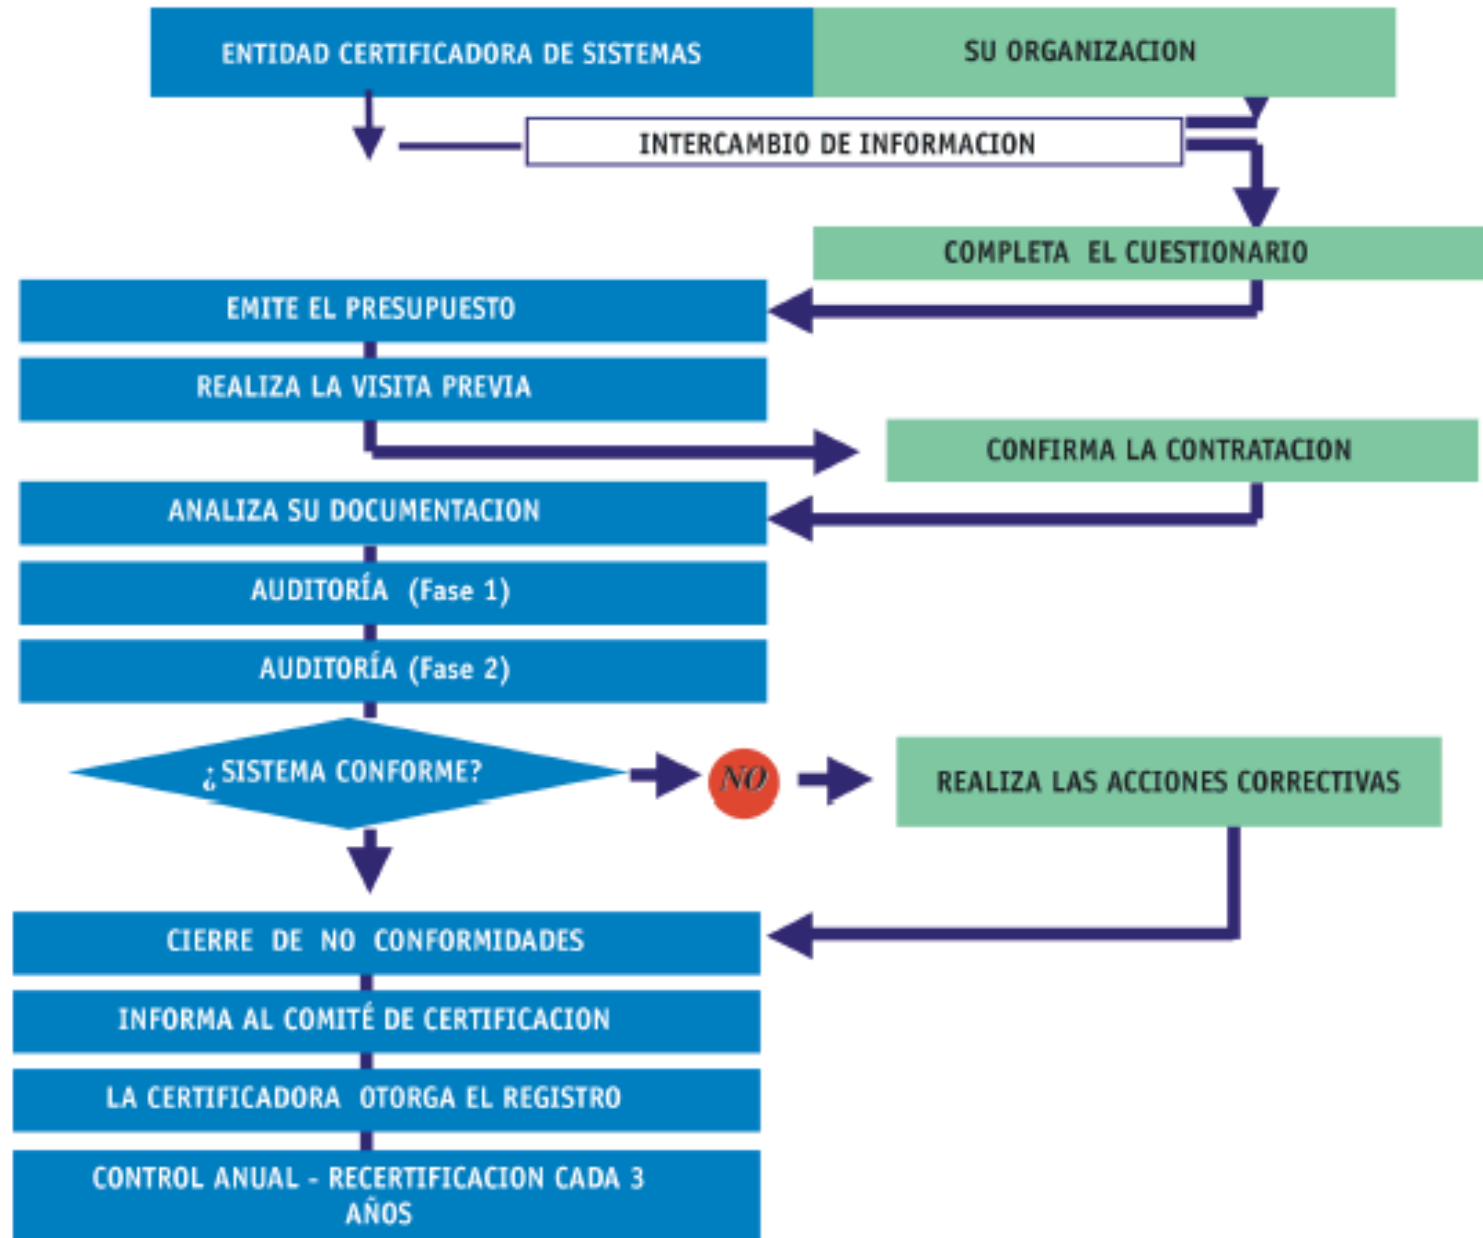 ENTIDAD CERTIFICADORA DE SISTEMAS
SU ORGANIZACION
INTERCAMBIO DE INFORMACION
COMPLETA EL CUESTIONARIO
EMITE EL PRESUPUESTO
REALIZA LA VISITA PREVIA
CONFIRMA LA CONTRATACION
ANALIZA SU DOCUMENTACION
AUDITORÍA (Fase 1)
AUDITORÍA (Fase 2)
¿SISTEMA CONFORME?
NO
REALIZA LAS ACCIONES CORRECTIVAS
CIERRE DE NO CONFORMIDADES
INFORMA AL COMITÉ DE CERTIFICACION
LA CERTIFICADORA OTORGA EL REGISTRO
CONTROL ANUAL - RECERTIFICACION CADA 3
AÑOS